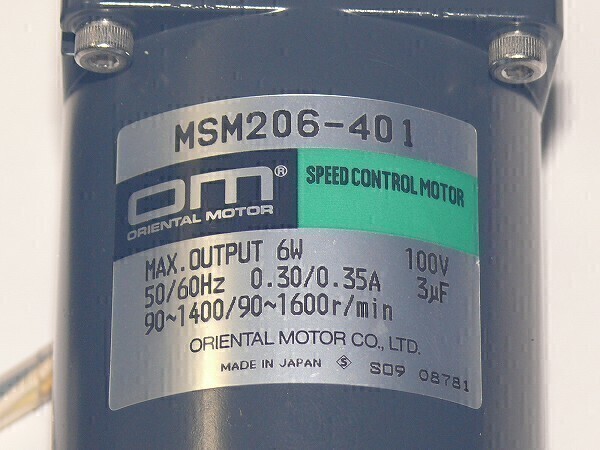 MSM206-401
om®
ORIENTAL MOTOR
SPEED CONTROL MOTOR
MAX. OUTPUT 6W 100V
50/60Hz 0.30/0.35A 3μF
90~1400/90~1600r/min
ORIENTAL MOTOR CO., LTD.
MADE IN JAPAN S S09 08781